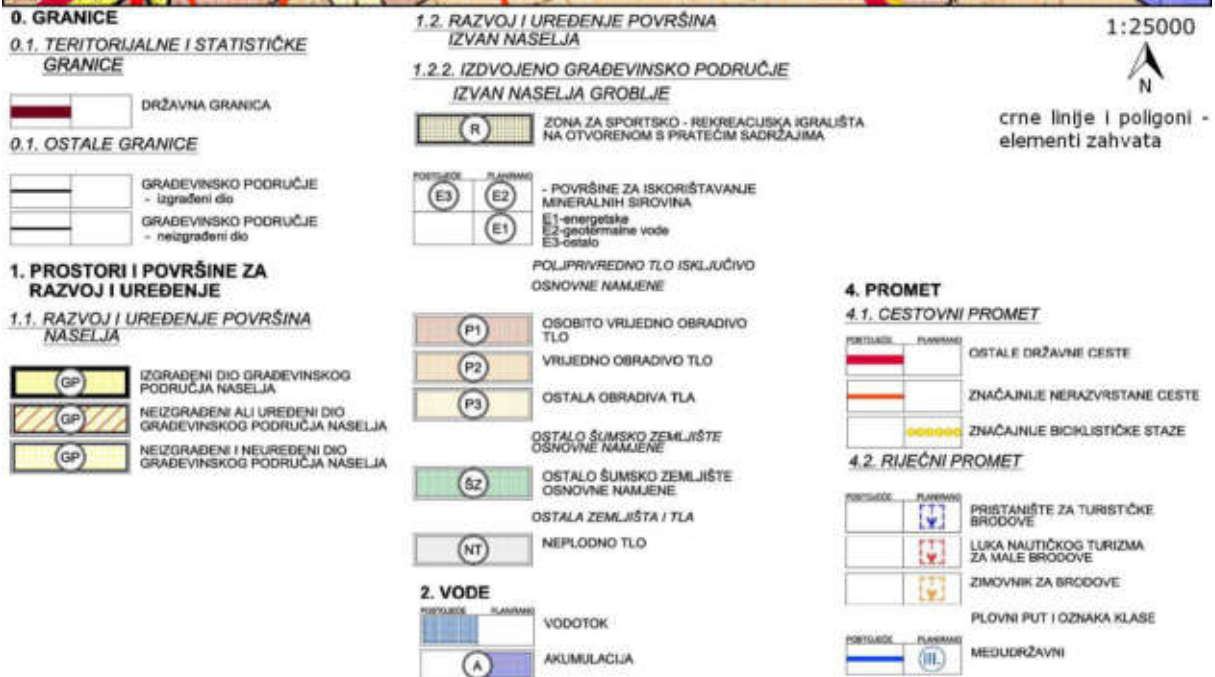 0. GRANICE
0.1. TERITORIJALNE I STATISTIČKE
GRANICE
DRŽAVNA GRANICA
0.1. OSTALE GRANICE
GRAĐEVINSKO PODRUČJE
- izgrađeni dio
GRAĐEVINSKO PODRUČJE
- neizgrađeni dio
1. PROSTORI I POVRŠINE ZA
RAZVOJ I UREĐENJE
1.1. RAZVOJ I UREĐENJE POVRŠINA
NASELJA
GP
IZGRAĐENI DIO GRAĐEVINSKOG
PODRUČJA NASELJA
GP
NEIZGRAĐENI ALI UREĐENI DIO
GRAĐEVINSKOG PODRUČJA NASELJA
GP
NEIZGRAĐENI I NEUREĐENI DIO
GRAĐEVINSKOG PODRUČJA NASELJA
1.2. RAZVOJ I UREĐENJE POVRŠINA
IZVAN NASELJA
1.2.2. IZDVOJENO GRAĐEVINSKO PODRUČJE
IZVAN NASELJA GROBLJE
R
ZONA ZA SPORTSKO - REKREACIJSKA IGRALIŠTA
NA OTVORENOM S PRATEĆIM SADRŽAJIMA
POSTOJEĆE PLANIRANO
E3 E2
- POVRŠINE ZA ISKORIŠTAVANJE
MINERALNIH SIROVINA
E1
E1-energetske
E2-geotermalne vode
E3-ostalo
POLJPRIVREDNO TLO ISKLJUČIVO
OSNOVNE NAMJENE
P1
OSOBITO VRIJEDNO OBRADIVO
TLO
P2
VRIJEDNO OBRADIVO TLO
P3
OSTALA OBRADIVA TLA
OSTALO ŠUMSKO ZEMLJIŠTE
OSNOVNE NAMJENE
ŠZ
OSTALO ŠUMSKO ZEMLJIŠTE
OSNOVNE NAMJENE
OSTALA ZEMLJIŠTA I TLA
NT
NEPLODNO TLO
2. VODE
POSTOJEĆE PLANIRANO
VODOTOK
A
AKUMULACIJA
1:25000
N
crne linije i poligoni -
elementi zahvata
4. PROMET
4.1. CESTOVNI PROMET
POSTOJEĆE PLANIRANO
OSTALE DRŽAVNE CESTE
ZNAČAJNIJE NERAZVRSTANE CESTE
ZNAČAJNIJE BICIKLISTIČKE STAZE
4.2. RIJEČNI PROMET
POSTOJEĆE PLANIRANO
PRISTANIŠTE ZA TURISTIČKE
BRODOVE
LUKA NAUTIČKOG TURIZMA
ZA MALE BRODOVE
ZIMOVNIK ZA BRODOVE
PLOVNI PUT I OZNAKA KLASE
POSTOJEĆE PLANIRANO
III.
MEĐUDRŽAVNI